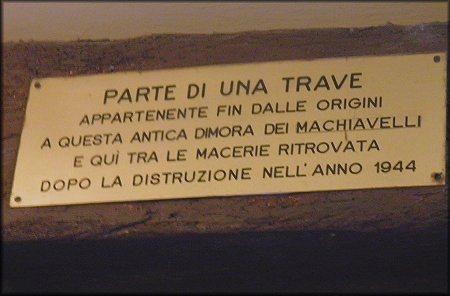 PARTE DI UNA TRAVE
APPARTENENTE FIN DALLE ORIGINI
A QUESTA ANTICA DIMORA DEI MACHIAVELLI
E QUÌ TRA LE MACERIE RITROVATA
DOPO LA DISTRUZIONE NELL'ANNO 1944